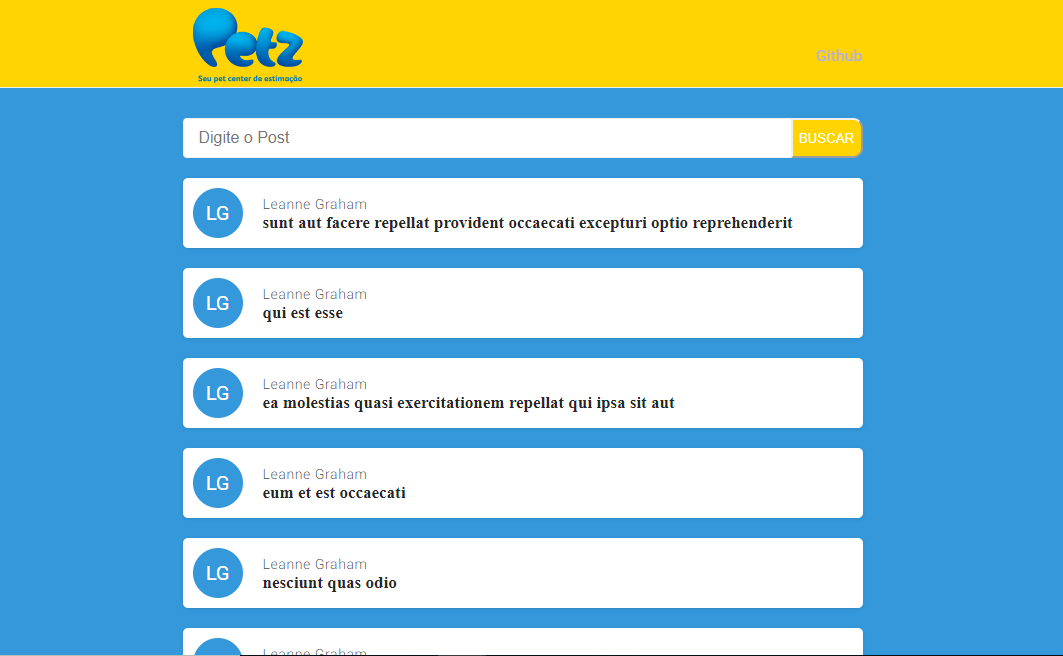 Petz
Seu pet center de estimação
Github
Digite o Post
BUSCAR
LG
Leanne Graham
sunt aut facere repellat provident occaecati excepturi optio reprehenderit
LG
Leanne Graham
qui est esse
LG
Leanne Graham
ea molestias quasi exercitationem repellat qui ipsa sit aut
LG
Leanne Graham
eum et est occaecati
LG
Leanne Graham
nesciunt quas odio
Leanne Graham